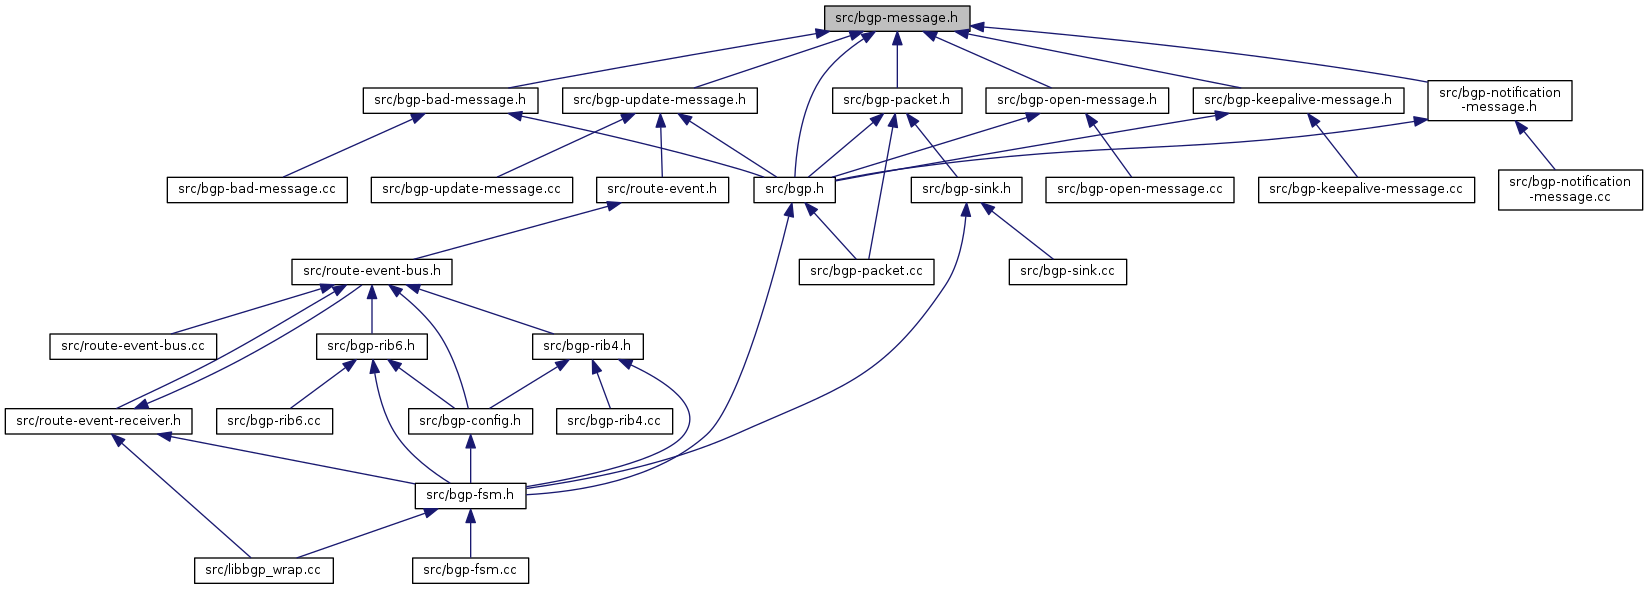 src/bgp-message.h
src/bgp-bad-message.h
src/bgp-update-message.h
src/bgp-packet.h
src/bgp-open-message.h
src/bgp-keepalive-message.h
src/bgp-notification
-message.h
src/bgp-bad-message.cc
src/bgp-update-message.cc
src/route-event.h
src/bgp.h
src/bgp-sink.h
src/bgp-open-message.cc
src/bgp-keepalive-message.cc
src/bgp-notification
-message.cc
src/route-event-bus.h
src/bgp-packet.cc
src/bgp-sink.cc
src/route-event-bus.cc
src/bgp-rib6.h
src/bgp-rib4.h
src/route-event-receiver.h
src/bgp-rib6.cc
src/bgp-config.h
src/bgp-rib4.cc
src/bgp-fsm.h
src/libbgp_wrap.cc
src/bgp-fsm.cc